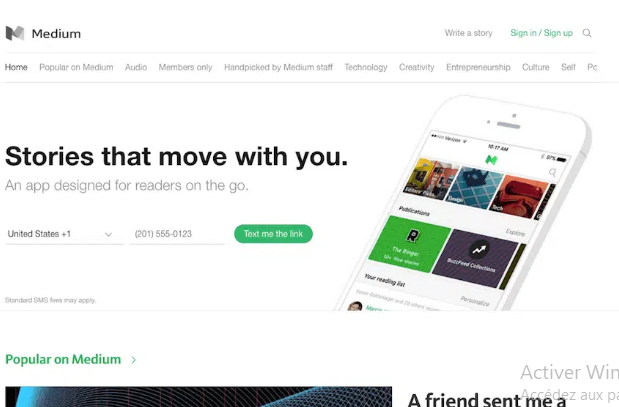 Medium
Write a story
Sign in / Sign up
Home Popular on Medium Audio Members only Handpicked by Medium staff Technology Creativity Entrepreneurship Culture Self Po
Stories that move with you.
An app designed for readers on the go.
United States +1
(201) 555-0123
Text me the link
Standard SMS fees may apply.
Verizon
10:17 AM
97%
Editors' Picks
Design
Tech
Publications
Explore
The Ringer
BuzzFeed Collections
Your reading list
Personalize
Popular on Medium >
A friend sent me a
Activer Win
Accédez aux pa